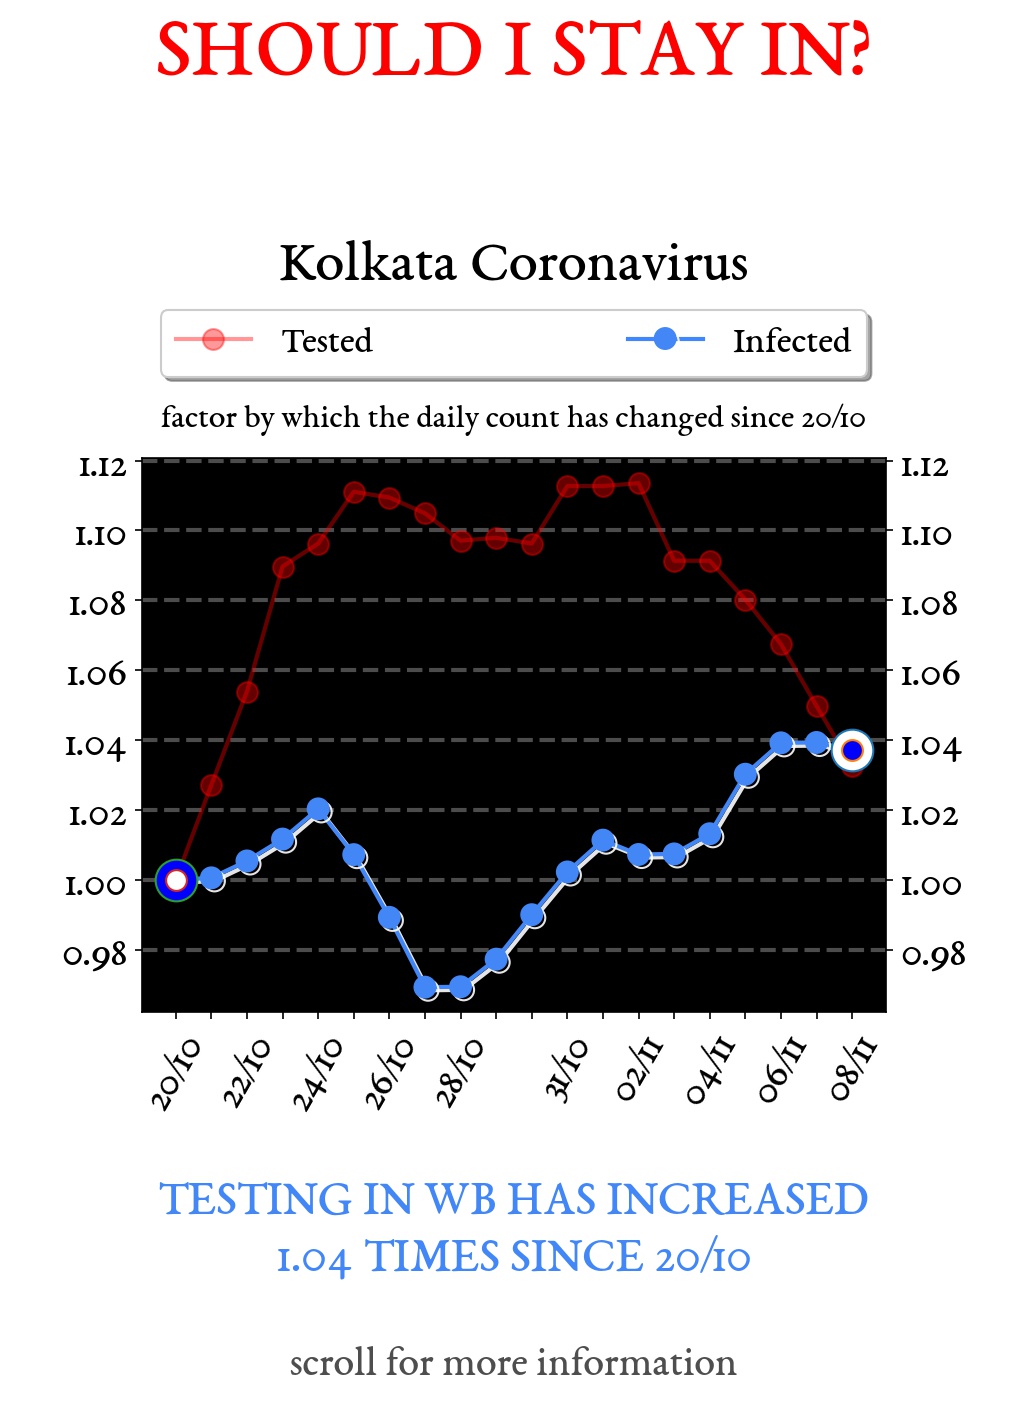 SHOULD I STAY IN?
Kolkata Coronavirus
Tested Infected
factor by which the daily count has changed since 20/10
1.12 1.12
1.10 1.10
1.08 1.08
1.06 1.06
1.04 1.04
1.02 1.02
1.00 1.00
0.98 0.98
20/10 22/10 24/10 26/10 28/10 31/10 02/11 04/11 06/11 08/11
TESTING IN WB HAS INCREASED
1.04 TIMES SINCE 20/10
scroll for more information